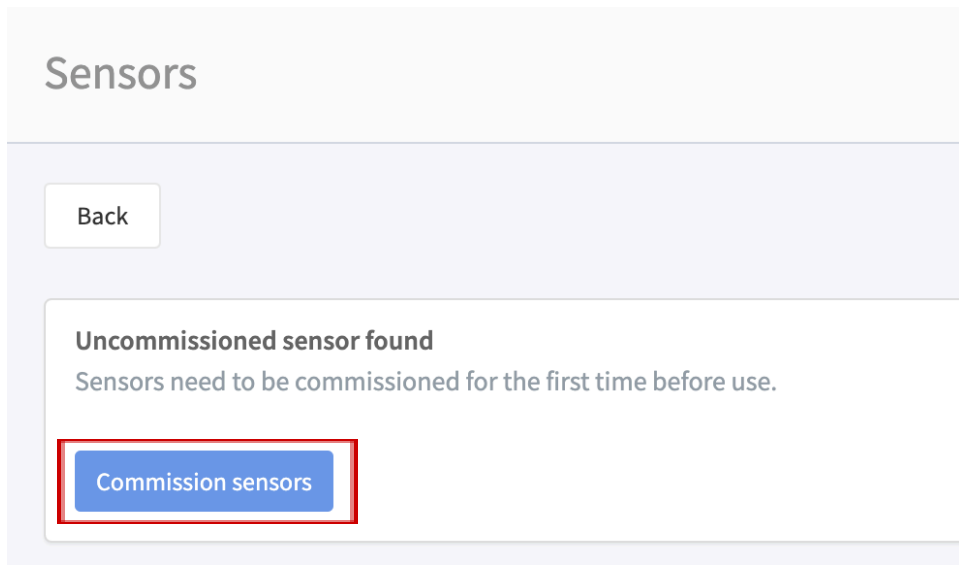 Sensors
Back
Uncommissioned sensor found
Sensors need to be commissioned for the first time before use.
Commission sensors